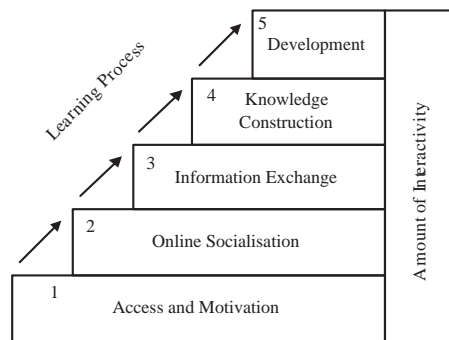 5
Development
Learning Process
4
Knowledge
Construction
3
Information Exchange
2
Online Socialisation
1
Access and Motivation
Amount of Interactivity